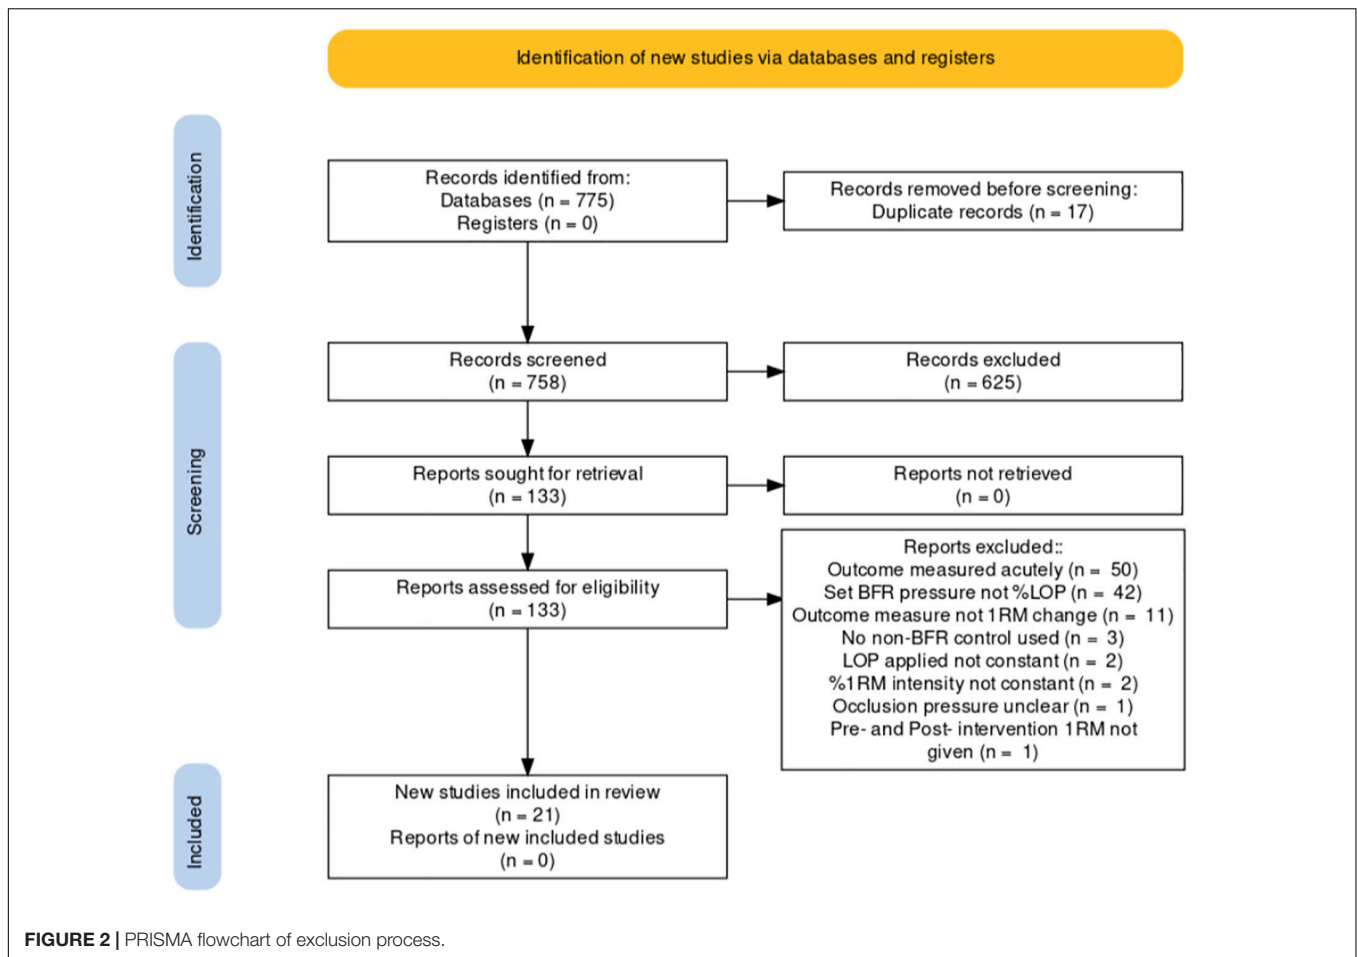 Identification of new studies via databases and registers
Identification
Records identified from:
Databases (n = 775)
Registers (n = 0)
Records removed before screening:
Duplicate records (n = 17)
Screening
Records screened
(n = 758)
Records excluded
(n = 625)
Reports sought for retrieval
(n = 133)
Reports not retrieved
(n = 0)
Reports assessed for eligibility
(n = 133)
Reports excluded::
Outcome measured acutely (n = 50)
Set BFR pressure not %LOP (n = 42)
Outcome measure not 1RM change (n = 11)
No non-BFR control used (n = 3)
LOP applied not constant (n = 2)
%1RM intensity not constant (n = 2)
Occlusion pressure unclear (n = 1)
Pre- and Post- intervention 1RM not
given (n = 1)
Included
New studies included in review
(n = 21)
Reports of new included studies
(n = 0)
FIGURE 2 | PRISMA flowchart of exclusion process.